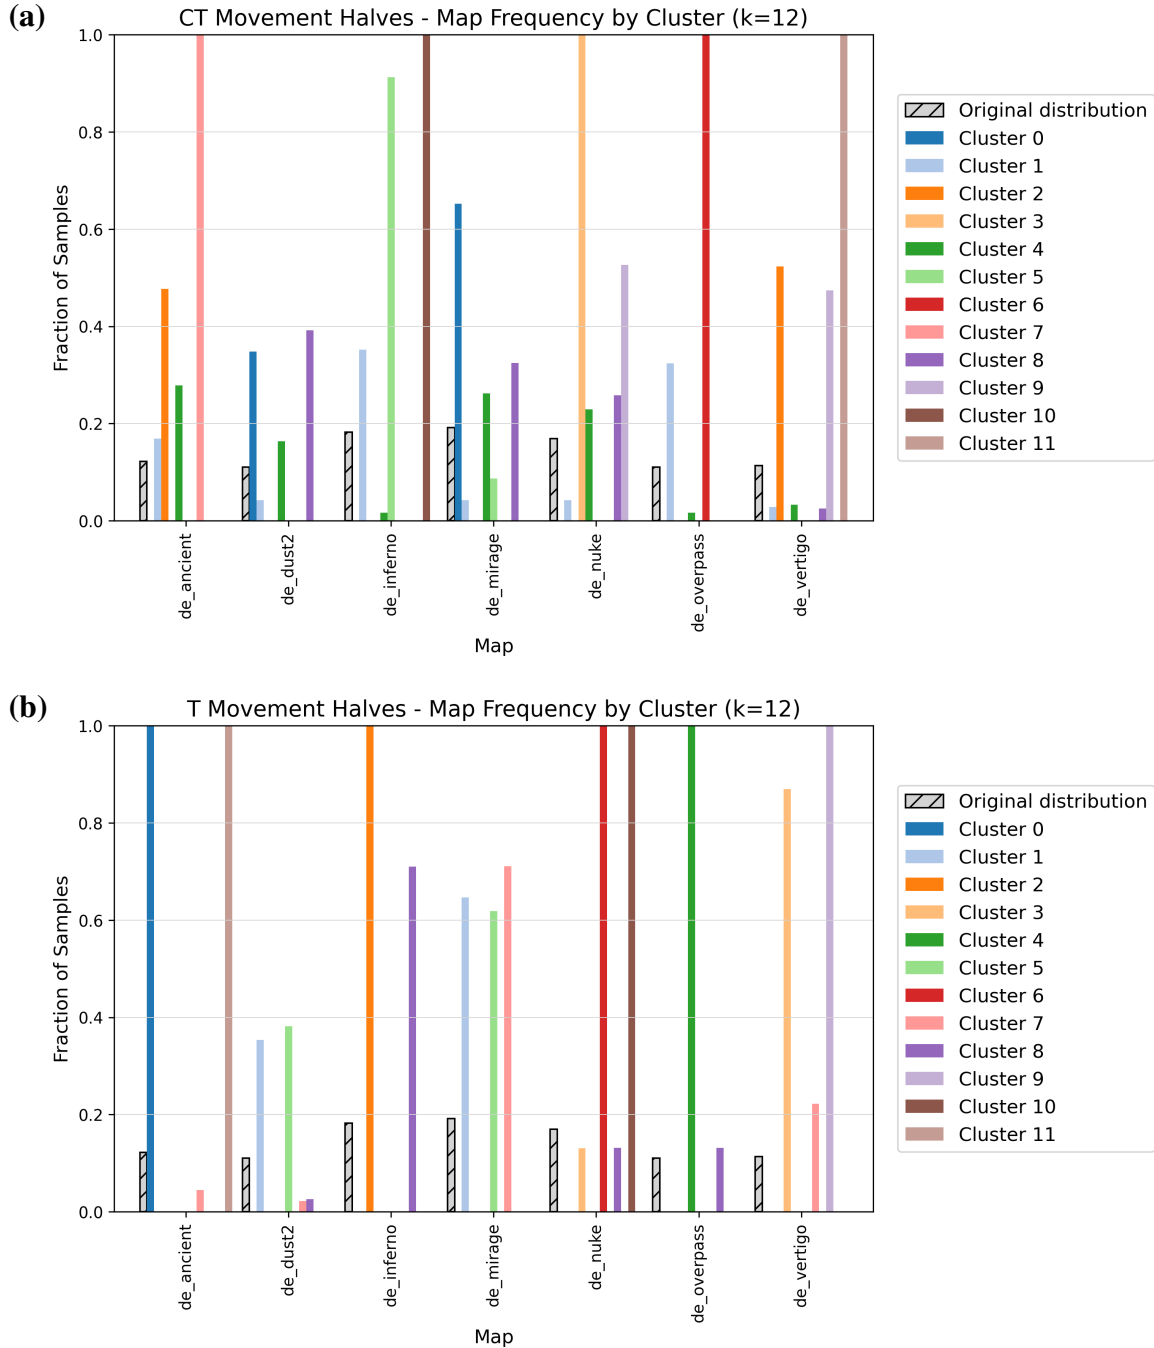 (a)
CT Movement Halves - Map Frequency by Cluster (k=12)
1.0
0.8
0.6
0.4
0.2
0.0
Fraction of Samples
de_ancient
de_dust2
de_inferno
de_mirage
de_nuke
de_overpass
de_vertigo
Map
Original distribution
Cluster 0
Cluster 1
Cluster 2
Cluster 3
Cluster 4
Cluster 5
Cluster 6
Cluster 7
Cluster 8
Cluster 9
Cluster 10
Cluster 11
(b)
T Movement Halves - Map Frequency by Cluster (k=12)
1.0
0.8
0.6
0.4
0.2
0.0
Fraction of Samples
de_ancient
de_dust2
de_inferno
de_mirage
de_nuke
de_overpass
de_vertigo
Map
Original distribution
Cluster 0
Cluster 1
Cluster 2
Cluster 3
Cluster 4
Cluster 5
Cluster 6
Cluster 7
Cluster 8
Cluster 9
Cluster 10
Cluster 11